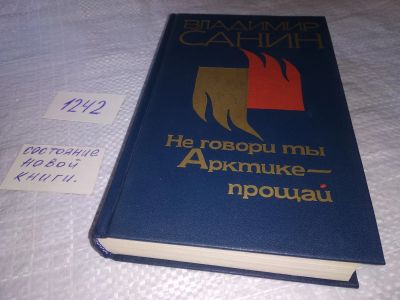 ВЛАДИМИР
САНИН
Не говори ты
Арктике —
прощай
1242
состояние
новой
книги.